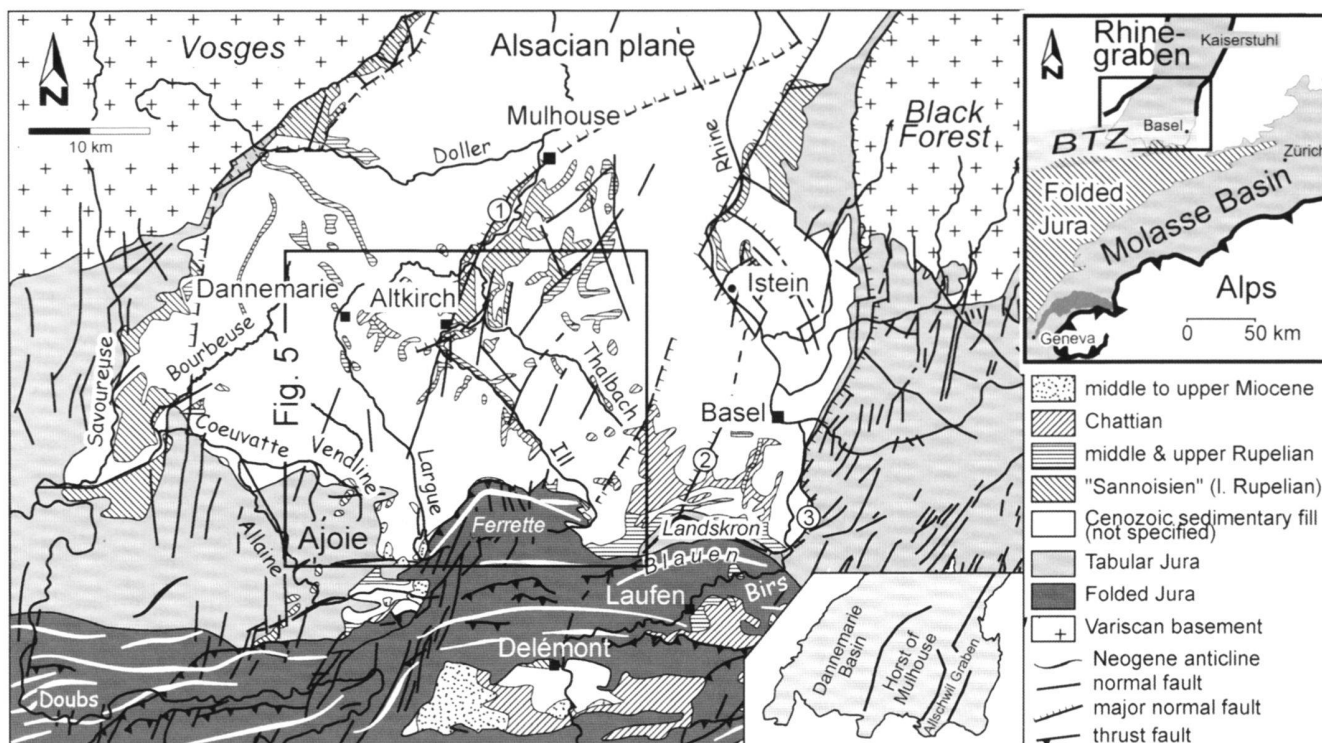 Vosges
Alsacian plane
N
10 km
Mulhouse
Doller
Rhine
Black
Forest
1
Dannemarie
Altkirch
Istein
Savoureuse
Bourbeuse
Fig. 5
Thalbach
Basel
Coeuvatte
Vendline
Largue
Ill
2
3
Allaine
Ajoie
Ferrette
Landskron
Blauen
Laufen
Birs
Delémont
Doubs
Dannemarie
Basin
Horst of
Mulhouse
Allschwil Graben
Rhine-
graben
Kaiserstuhl
N
BTZ
Basel
Zürich
Folded
Jura
Molasse Basin
Alps
0 50 km
Geneva
middle to upper Miocene
Chattian
middle & upper Rupelian
"Sannoisien" (l. Rupelian)
Cenozoic sedimentary fill
(not specified)
Tabular Jura
Folded Jura
Variscan basement
Neogene anticline
normal fault
major normal fault
thrust fault